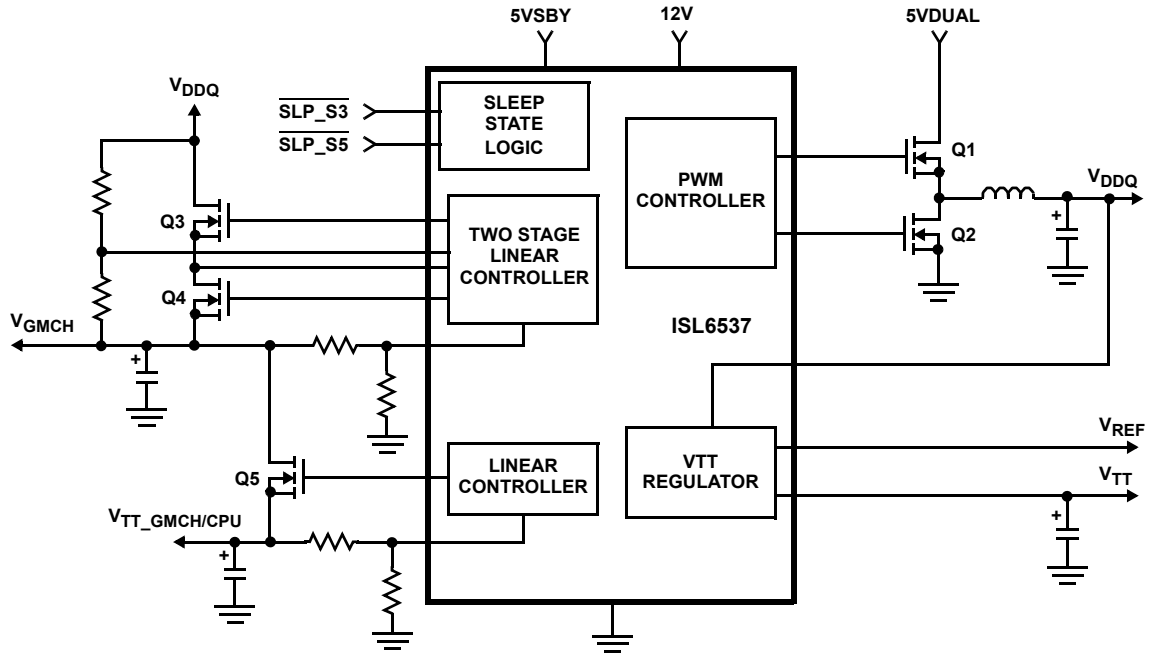 5VSBY
12V
5VDUAL
VDDQ
SLP_S3
SLP_S5
SLEEP
STATE
LOGIC
PWM
CONTROLLER
Q1
VDDQ
Q3
TWO STAGE
LINEAR
CONTROLLER
Q2
+
Q4
VGMCH
ISL6537
+
VREF
Q5
LINEAR
CONTROLLER
VTT
REGULATOR
VTT
VTT_GMCH/CPU
+
+